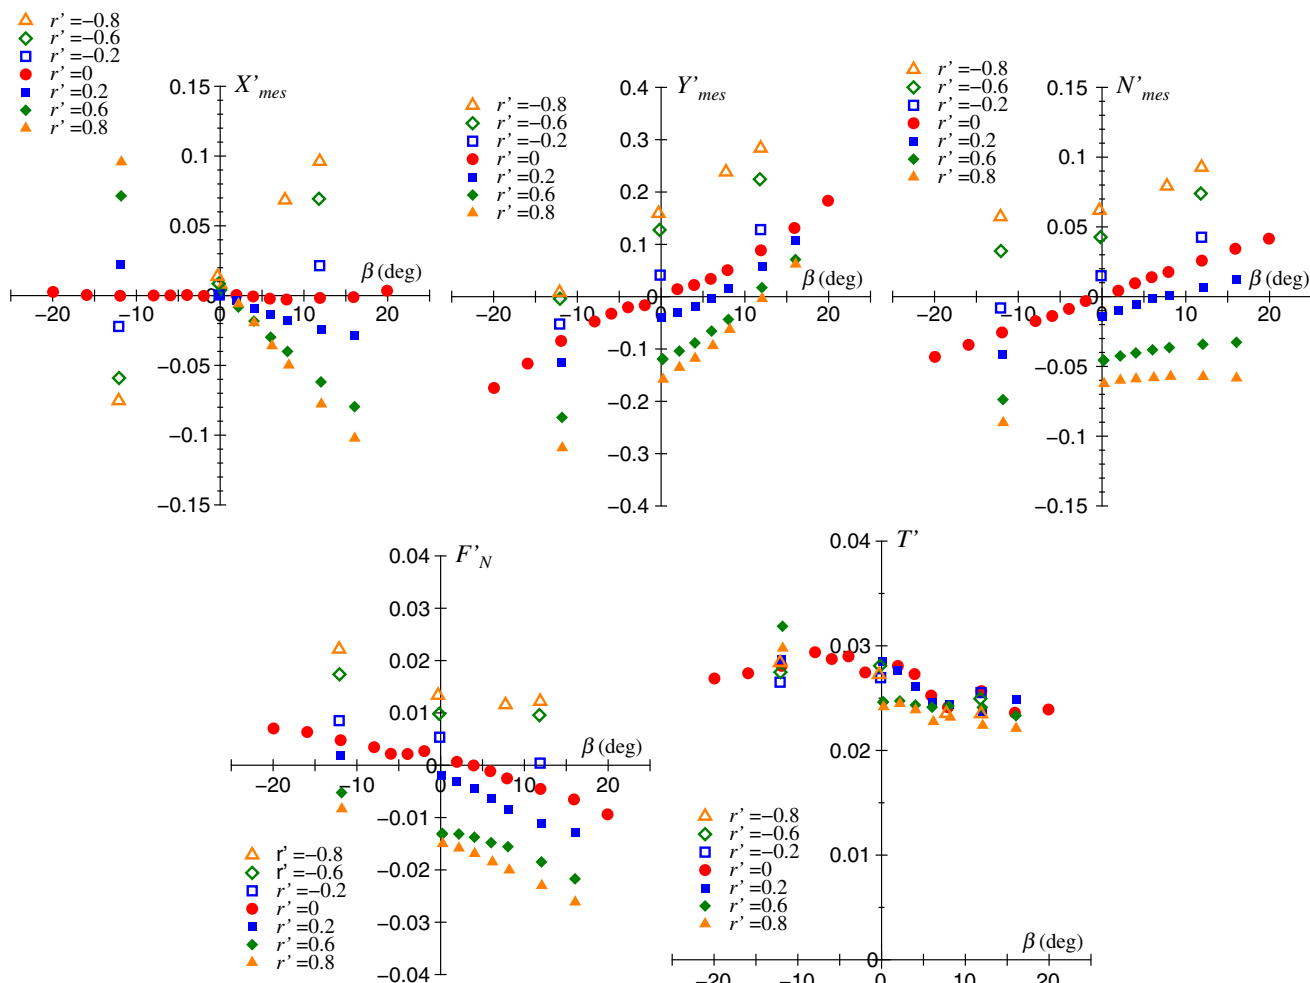 r' =−0.8
r' =−0.6
r' =−0.2
r' =0
r' =0.2
r' =0.6
r' =0.8
X'mes
0.15
0.1
0.05
β (deg)
−20
−10
0
10
20
−0.05
−0.1
−0.15
r' =−0.8
r' =−0.6
r' =−0.2
r' =0
r' =0.2
r' =0.6
r' =0.8
Y'mes
0.4
0.3
0.2
0.1
β (deg)
0
−20
−10
0
10
20
−0.1
−0.2
−0.3
−0.4
r' =−0.8
r' =−0.6
r' =−0.2
r' =0
r' =0.2
r' =0.6
r' =0.8
N'mes
0.15
0.1
0.05
β (deg)
0
−20
−10
0
10
20
−0.05
−0.1
−0.15
F'N
0.04
0.03
0.02
0.01
β (deg)
0
−20
−10
0
10
20
−0.01
−0.02
−0.03
−0.04
r' =−0.8
r' =−0.6
r' =−0.2
r' =0
r' =0.2
r' =0.6
r' =0.8
T'
0.04
0.03
0.02
0.01
0
r' =−0.8
r' =−0.6
r' =−0.2
r' =0
r' =0.2
r' =0.6
r' =0.8
β (deg)
−20
−10
0
10
20